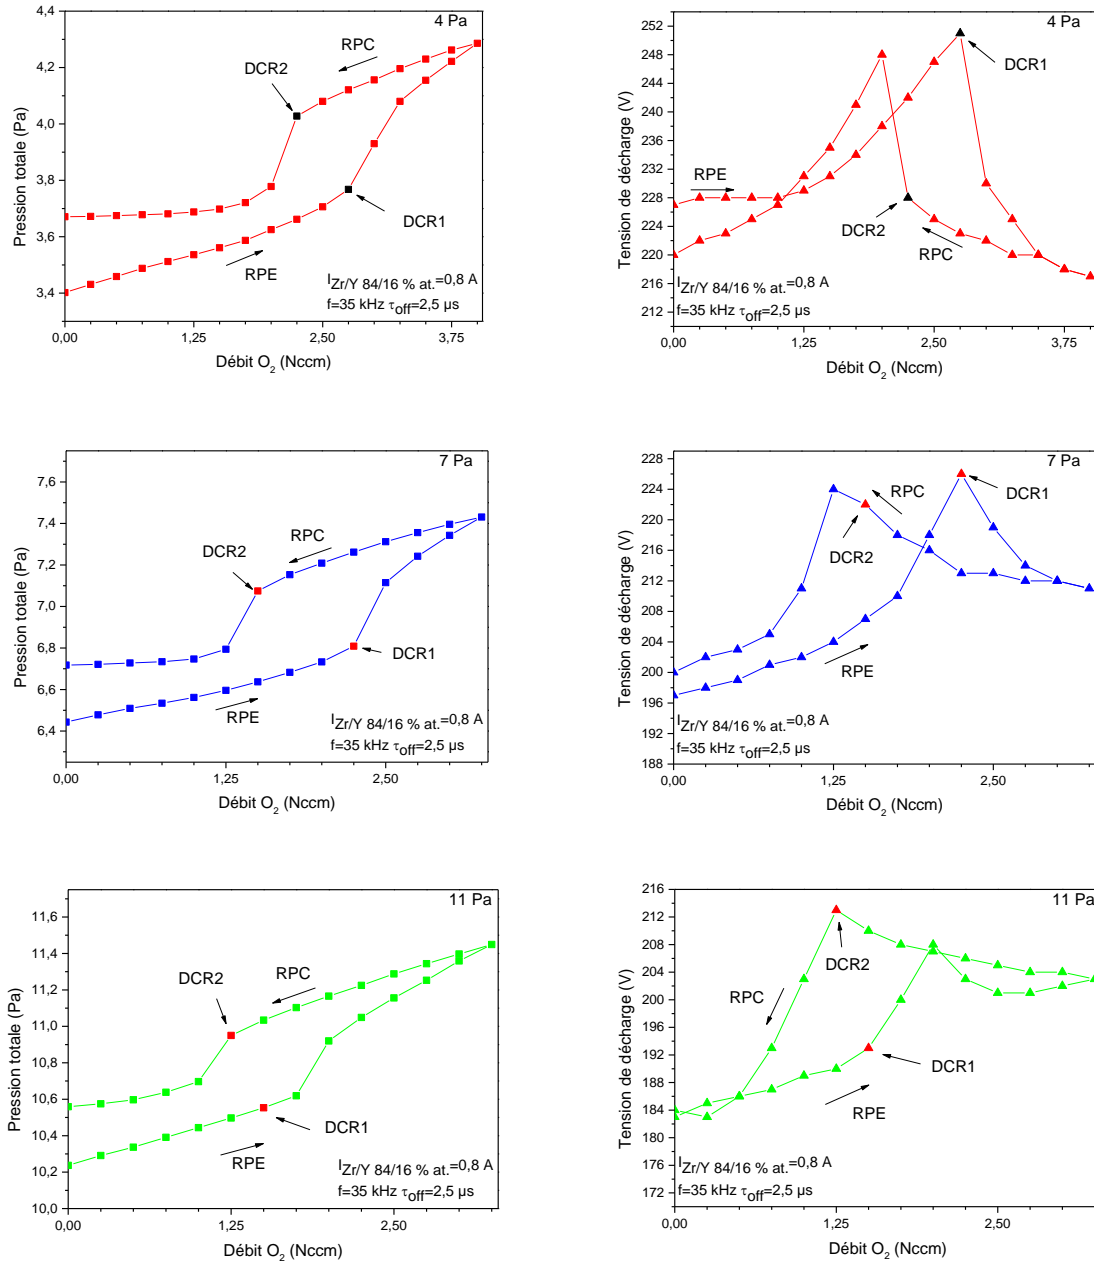 4,4
4,2
4,0
3,8
3,6
3,4
Pression totale (Pa)
4 Pa
RPC
DCR2
DCR1
RPE
I Zr/Y 84/16 % at.=0,8 A
f=35 kHz τoff=2,5 µs
0,00 1,25 2,50 3,75
Débit O2 (Nccm)
252
248
244
240
236
232
228
224
220
216
212
Tension de décharge (V)
4 Pa
DCR1
RPE
DCR2
RPC
I Zr/Y 84/16 % at.=0,8 A
f=35 kHz τoff=2,5 µs
0,00 1,25 2,50 3,75
Débit O2 (Nccm)
7,6
7,4
7,2
7,0
6,8
6,6
6,4
Pression totale (Pa)
7 Pa
RPC
DCR2
DCR1
RPE
I Zr/Y 84/16 % at.=0,8 A
f=35 kHz τoff=2,5 µs
0,00 1,25 2,50
Débit O2 (Nccm)
228
224
220
216
212
208
204
200
196
192
188
Tension de décharge (V)
7 Pa
RPC
DCR1
DCR2
RPE
I Zr/Y 84/16 % at.=0,8 A
f=35 kHz τoff=2,5 µs
0,00 1,25 2,50
Débit O2 (Nccm)
11,6
11,4
11,2
11,0
10,8
10,6
10,4
10,2
10,0
Pression totale (Pa)
11 Pa
RPC
DCR2
DCR1
RPE
I Zr/Y 84/16 % at.=0,8 A
f=35 kHz τoff=2,5 µs
0,00 1,25 2,50
Débit O2 (Nccm)
216
212
208
204
200
196
192
188
184
180
176
172
Tension de décharge (V)
11 Pa
DCR2
RPC
DCR1
RPE
I Zr/Y 84/16 % at.=0,8 A
f=35 kHz τoff=2,5 µs
0,00 1,25 2,50
Débit O2 (Nccm)